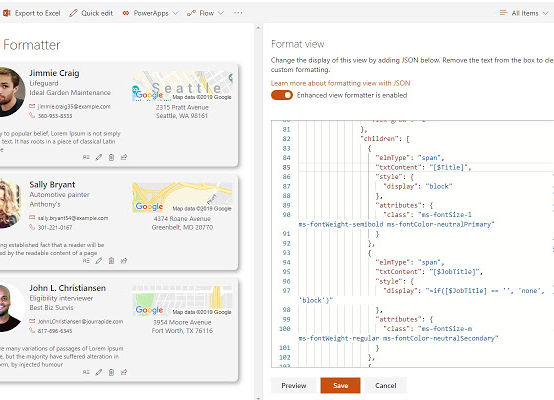 Export to Excel
Quick edit
PowerApps
Flow
All Items
Formatter
Jimmie Craig
Lifeguard
Ideal Garden Maintenance
jimmie.craig35@example.com
360-933-8335
Seattle
Google
Map data ©2019 Google
2315 Pratt Avenue
Seattle, WA 98161
y to popular belief, Lorem Ipsum is not simply
text. It has roots in a piece of classical Latin
Sally Bryant
Automotive painter
Anthony's
sally.bryant54@example.com
301-221-0167
Google
Map data ©2019 Google
4374 Roane Avenue
Greenbelt, MD 20770
ng established fact that a reader will be
by the readable content of a page
John L. Christiansen
Eligibility interviewer
Best Biz Survis
JohnLChristiansen@jourrapide.com
817-696-6345
Google
Map data ©2019 Google
3954 Moore Avenue
Fort Worth, TX 76116
re many variations of passages of Lorem Ipsum
e, but the majority have suffered alteration in
orm, by injected humour
Format view
Change the display of this view by adding JSON below. Remove the text from the box to
custom formatting.
Learn more about formatting view with JSON
Enhanced view formatter is enabled
81 },
82 "children": [
83 {
84 "elmType": "span",
85 "txtContent": "[$Title]",
86 "style": {
87 "display": "block"
88 },
89 "attributes": {
90 "class": "ms-fontSize-l
ms-fontWeight-semibold ms-fontColor-neutralPrimary"
91 }
92 },
93 {
94 "elmType": "span",
95 "txtContent": "[$JobTitle]",
96 "style": {
97 "display": "=if([$JobTitle] == '', 'none',
'block')"
98 },
99 "attributes": {
100 "class": "ms-fontSize-m
ms-fontWeight-regular ms-fontColor-neutralSecondary"
101 }
102 },
103 {
Preview
Save
Cancel